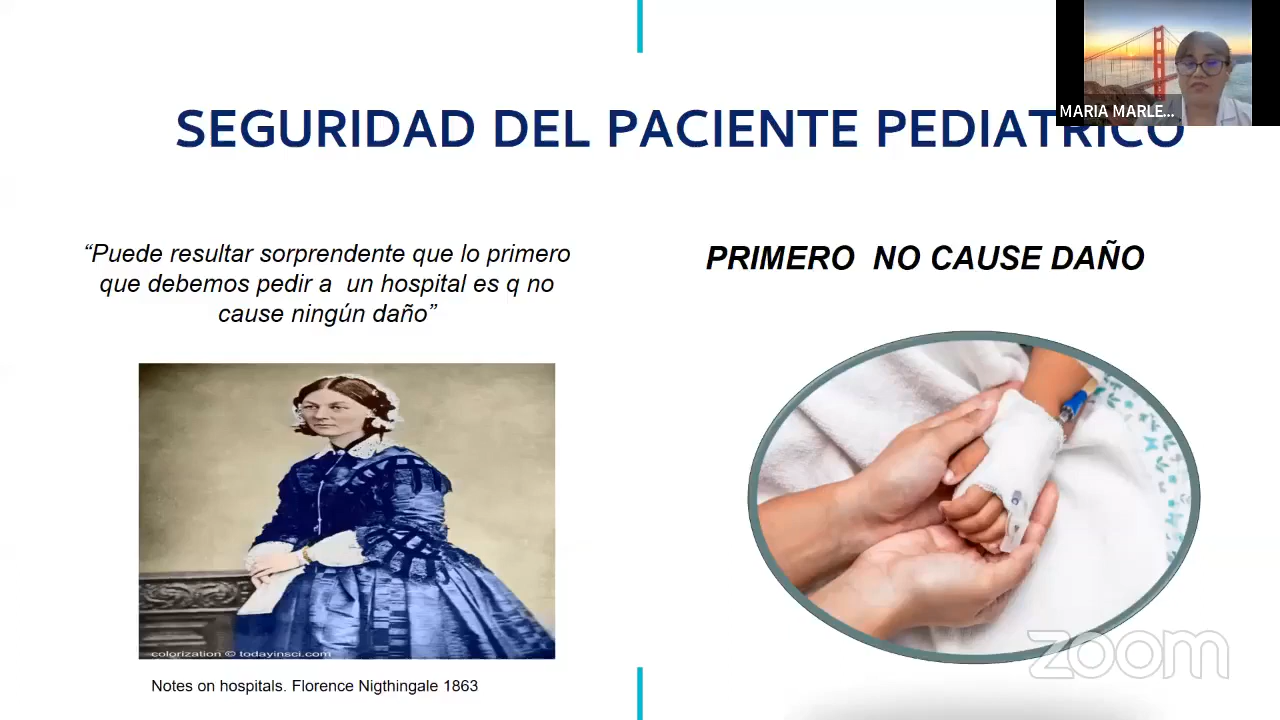 SEGURIDAD DEL PACIENTE PEDIATRICO
MARIA MARLE...
“Puede resultar sorprendente que lo primero
que debemos pedir a un hospital es q no
cause ningún daño”
PRIMERO NO CAUSE DAÑO
colorization © todayinsci.com
Notes on hospitals. Florence Nigthingale 1863
zoom